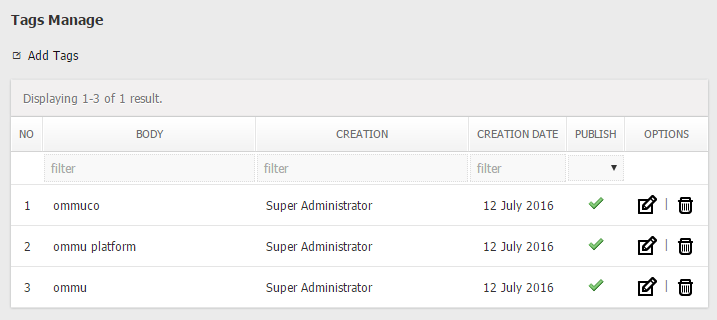 Tags Manage
Add Tags
Displaying 1-3 of 1 result.
NO BODY CREATION CREATION DATE PUBLISH OPTIONS
filter filter filter
1 ommuco Super Administrator 12 July 2016 |
2 ommu platform Super Administrator 12 July 2016 |
3 ommu Super Administrator 12 July 2016 |